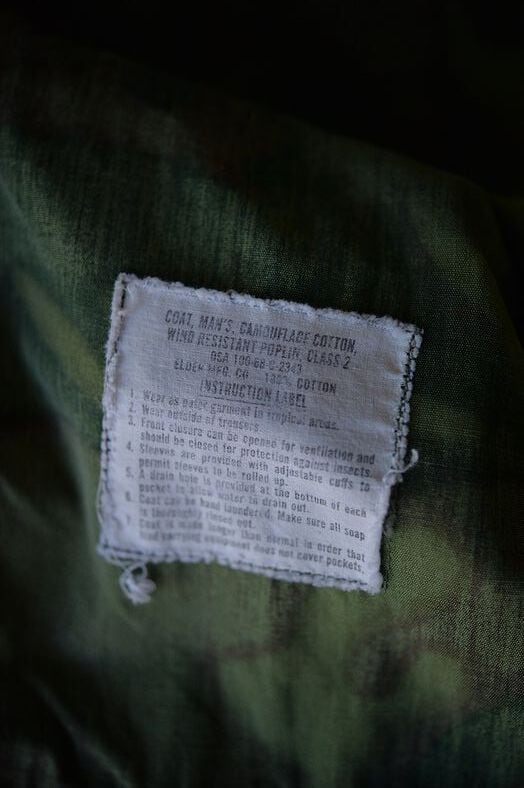 COAT, MAN'S, CAMOUFLAGE COTTON,
WIND RESISTANT POPLIN, CLASS 2
DSA 100-68-C-2343
ELDER MFG. CO. 100% COTTON
INSTRUCTION LABEL
1. Wear as outer garment in tropical areas.
2. Wear outside of trousers.
3. Front closure can be opened for ventilation and
should be closed for protection against insects.
4. Sleeves are provided with adjustable cuffs to
permit sleeves to be rolled up.
5. A drain hole is provided at the bottom of each
pocket to allow water to drain out.
6. Coat can be hand laundered. Make sure all soap
is thoroughly rinsed out.
7. Coat is made longer than normal in order that
load carrying equipment does not cover pockets.